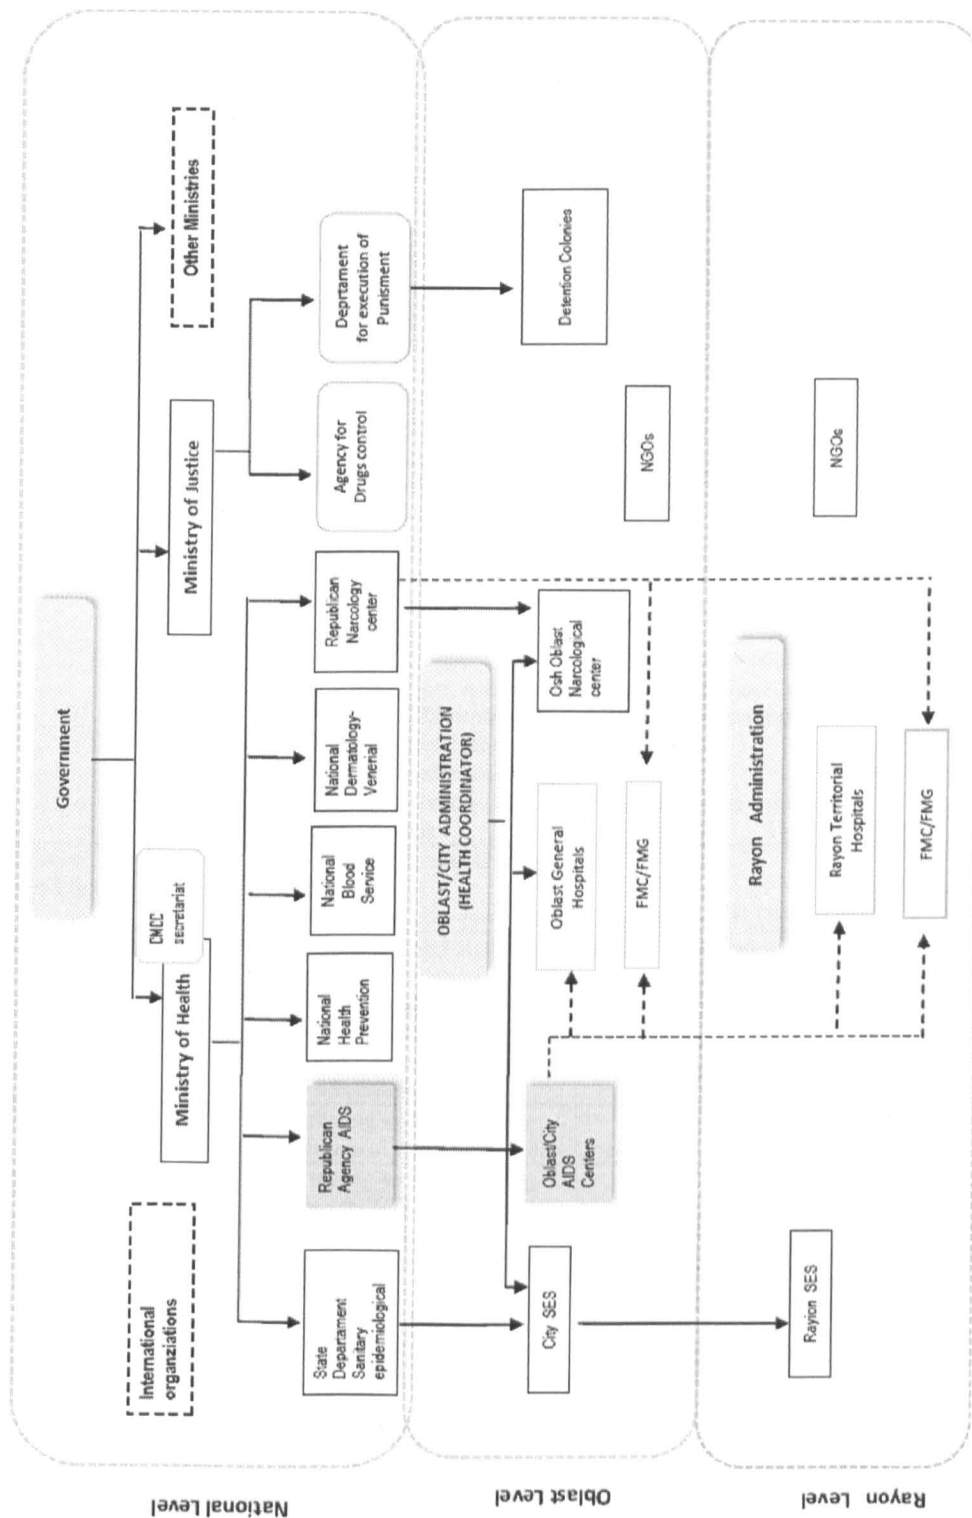 National Level
Government
International
organziations
CMCC
secretariat
Ministry of Health
Ministry of Justice
Other Ministries
State
Departament
Sanitary
epidemiological
Republican
Agency AIDS
National
Health
Prevention
National
Blood
Service
National
Dermatology-
Venerial
Republican
Narcology
center
Agency for
Drugs control
Deprtament
for execution of
Punisment
Oblast Level
OBLAST/CITY ADMINISTRATION
(HEALTH COORDINATOR)
City SES
Oblast/City
AIDS
Centers
Oblast General
Hospitals
Osh Oblast
Narcological
center
Detention Colonies
FMC/FMG
NGOs
Rayon Level
Rayon Administration
Rayion SES
Rayon Territorial
Hospitals
NGOs
FMC/FMG